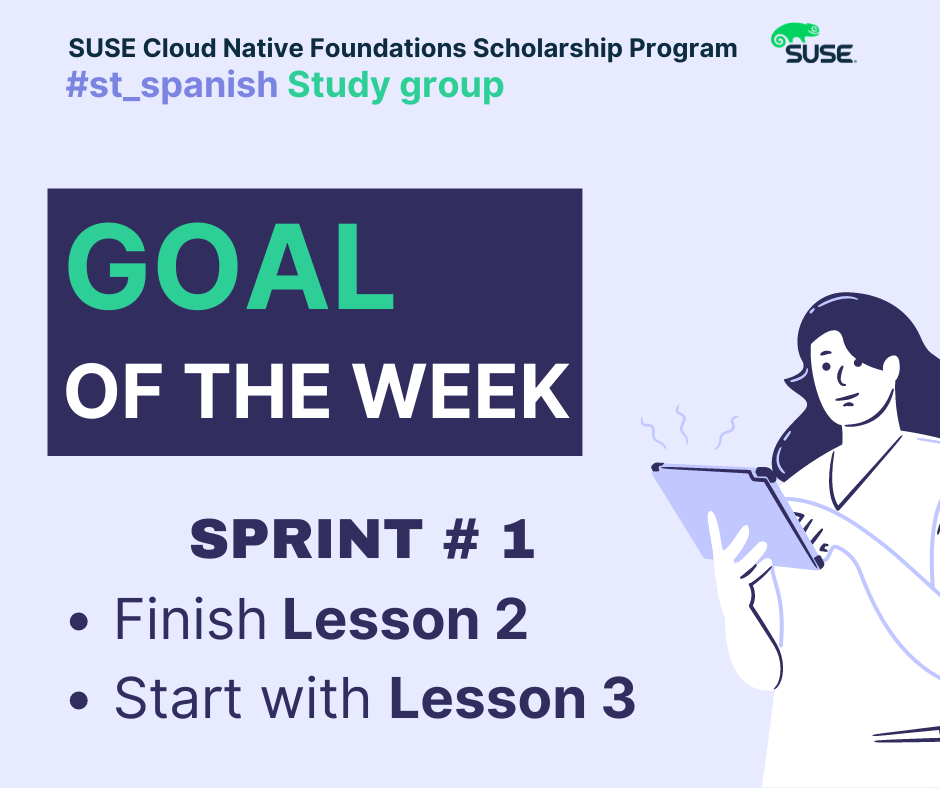 SUSE Cloud Native Foundations Scholarship Program
SUSE
#st_spanish Study group
GOAL
OF THE WEEK
SPRINT # 1
• Finish Lesson 2
• Start with Lesson 3